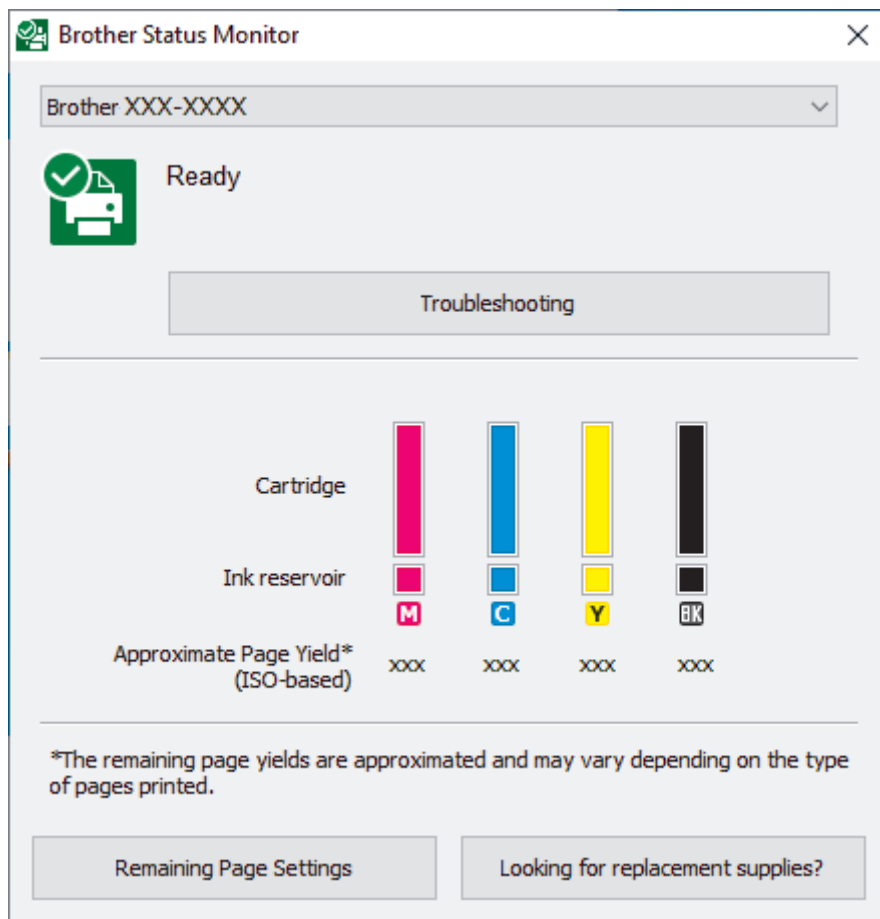 Brother Status Monitor
Brother XXX-XXXX
Ready
Troubleshooting
Cartridge
Ink reservoir
M C Y BK
Approximate Page Yield* xxx xxx xxx xxx
(ISO-based)
*The remaining page yields are approximated and may vary depending on the type
of pages printed.
Remaining Page Settings Looking for replacement supplies?